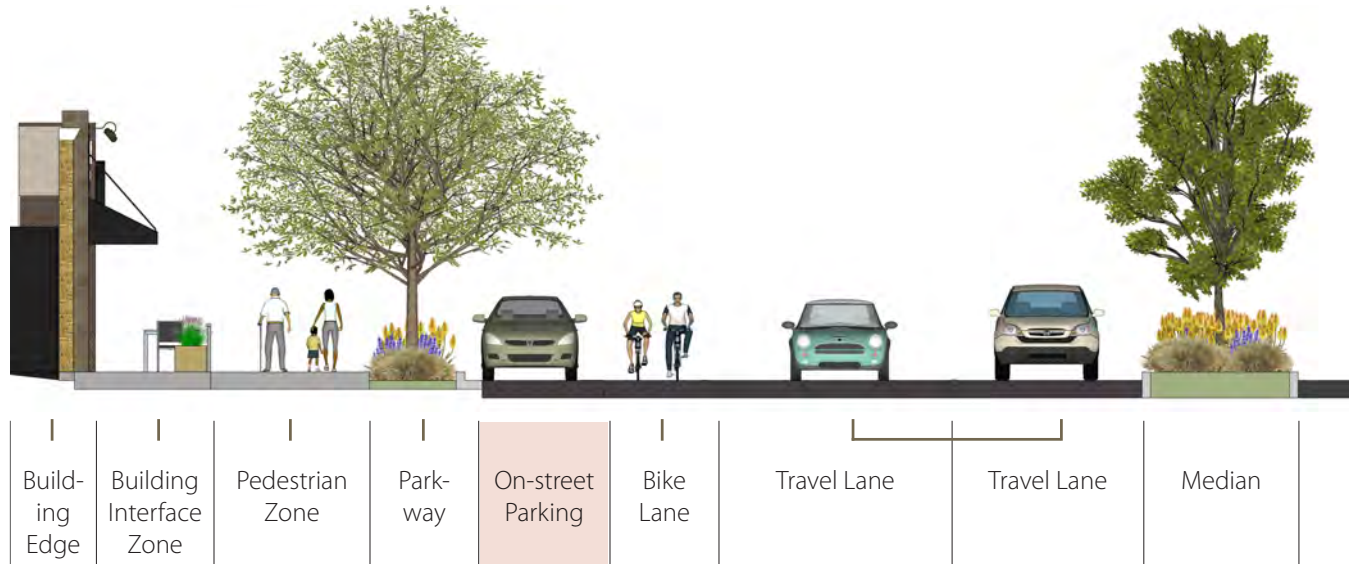 Build-
ing
Edge
Building
Interface
Zone
Pedestrian
Zone
Park-
way
On-street
Parking
Bike
Lane
Travel Lane
Travel Lane
Median